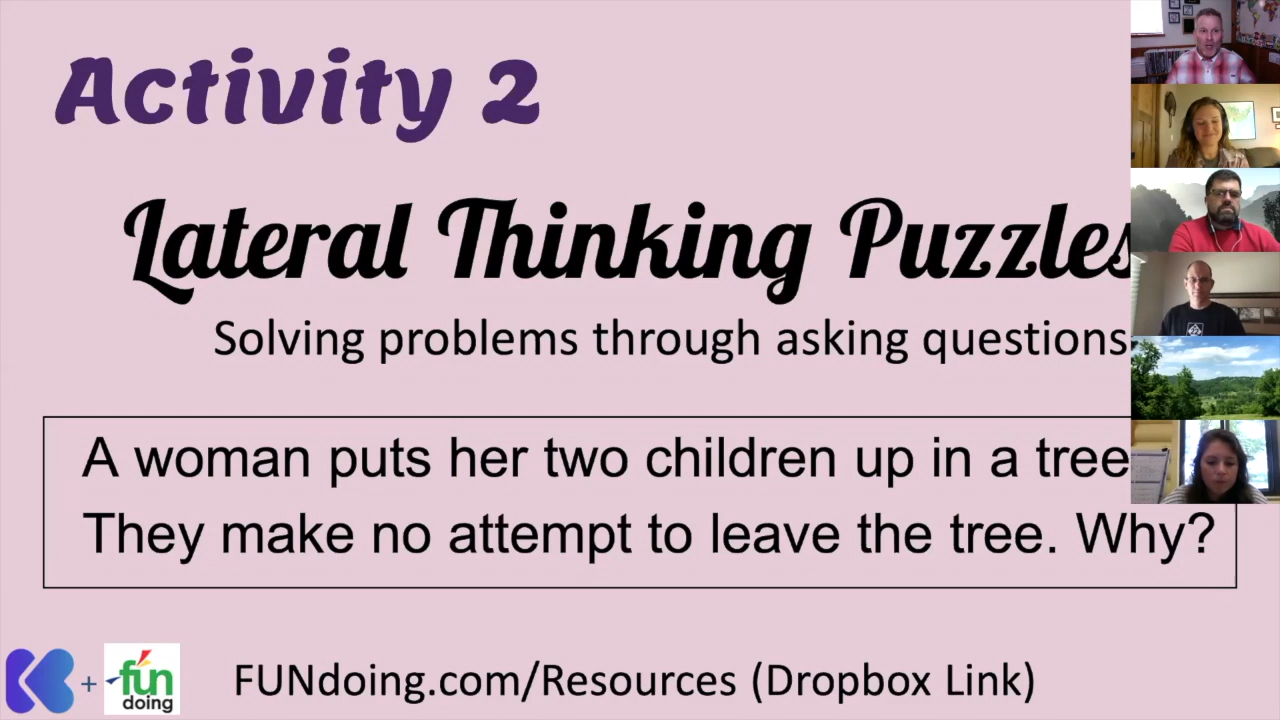 Activity 2
Lateral Thinking Puzzles
Solving problems through asking questions
A woman puts her two children up in a tree
They make no attempt to leave the tree. Why?
+ fun
doing
FUNdoing.com/Resources (Dropbox Link)